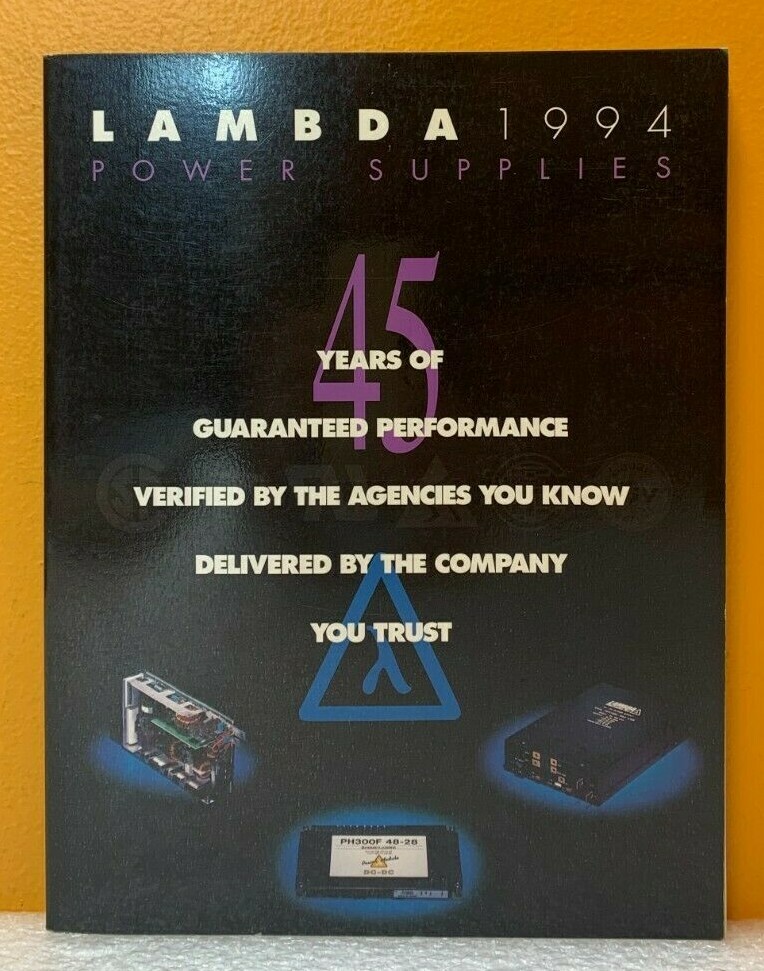 LAMBDA 1994
POWER SUPPLIES
45
YEARS OF
GUARANTEED PERFORMANCE
VERIFIED BY THE AGENCIES YOU KNOW
DELIVERED BY THE COMPANY
YOU TRUST
λ
PH300F 48-28
DC-DC